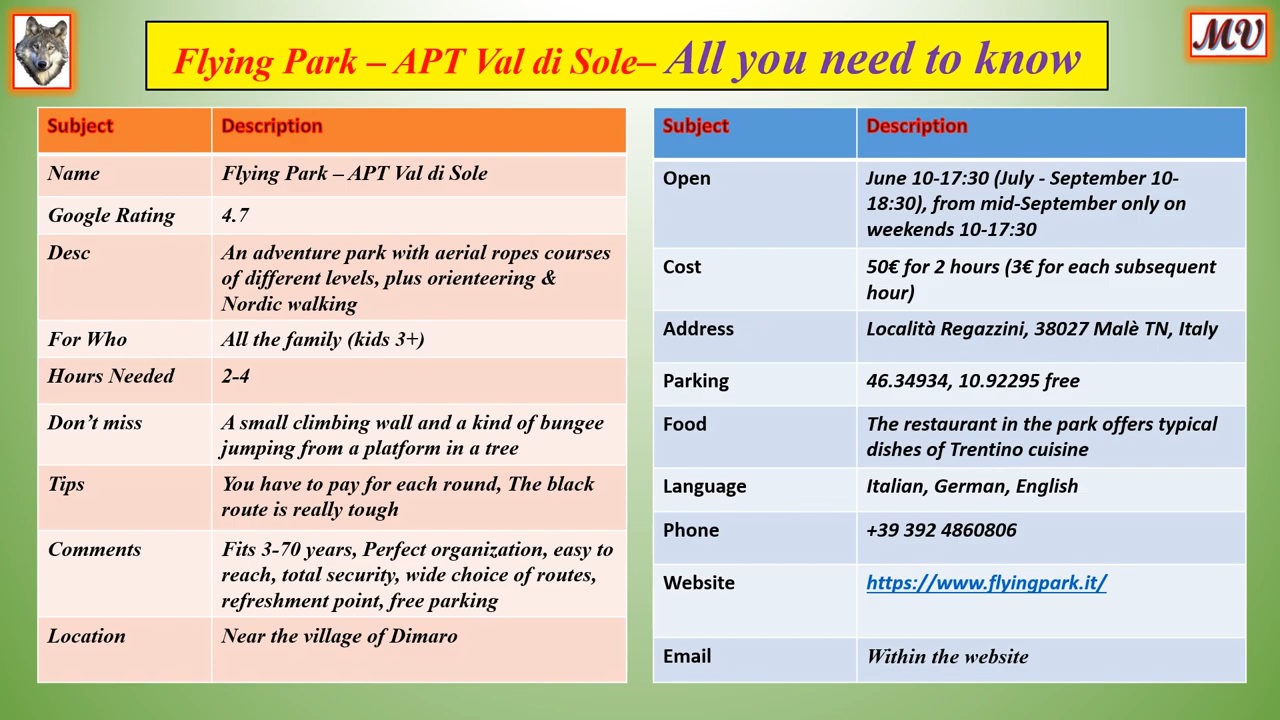 Flying Park – APT Val di Sole– All you need to know
MV
Subject Description
Name Flying Park – APT Val di Sole
Google Rating 4.7
Desc An adventure park with aerial ropes courses
of different levels, plus orienteering &
Nordic walking
For Who All the family (kids 3+)
Hours Needed 2-4
Don’t miss A small climbing wall and a kind of bungee
jumping from a platform in a tree
Tips You have to pay for each round, The black
route is really tough
Comments Fits 3-70 years, Perfect organization, easy to
reach, total security, wide choice of routes,
refreshment point, free parking
Location Near the village of Dimaro
Subject Description
Open June 10-17:30 (July - September 10-
18:30), from mid-September only on
weekends 10-17:30
Cost 50€ for 2 hours (3€ for each subsequent
hour)
Address Località Regazzini, 38027 Malè TN, Italy
Parking 46.34934, 10.92295 free
Food The restaurant in the park offers typical
dishes of Trentino cuisine
Language Italian, German, English
Phone +39 392 4860806
Website https://www.flyingpark.it/
Email Within the website